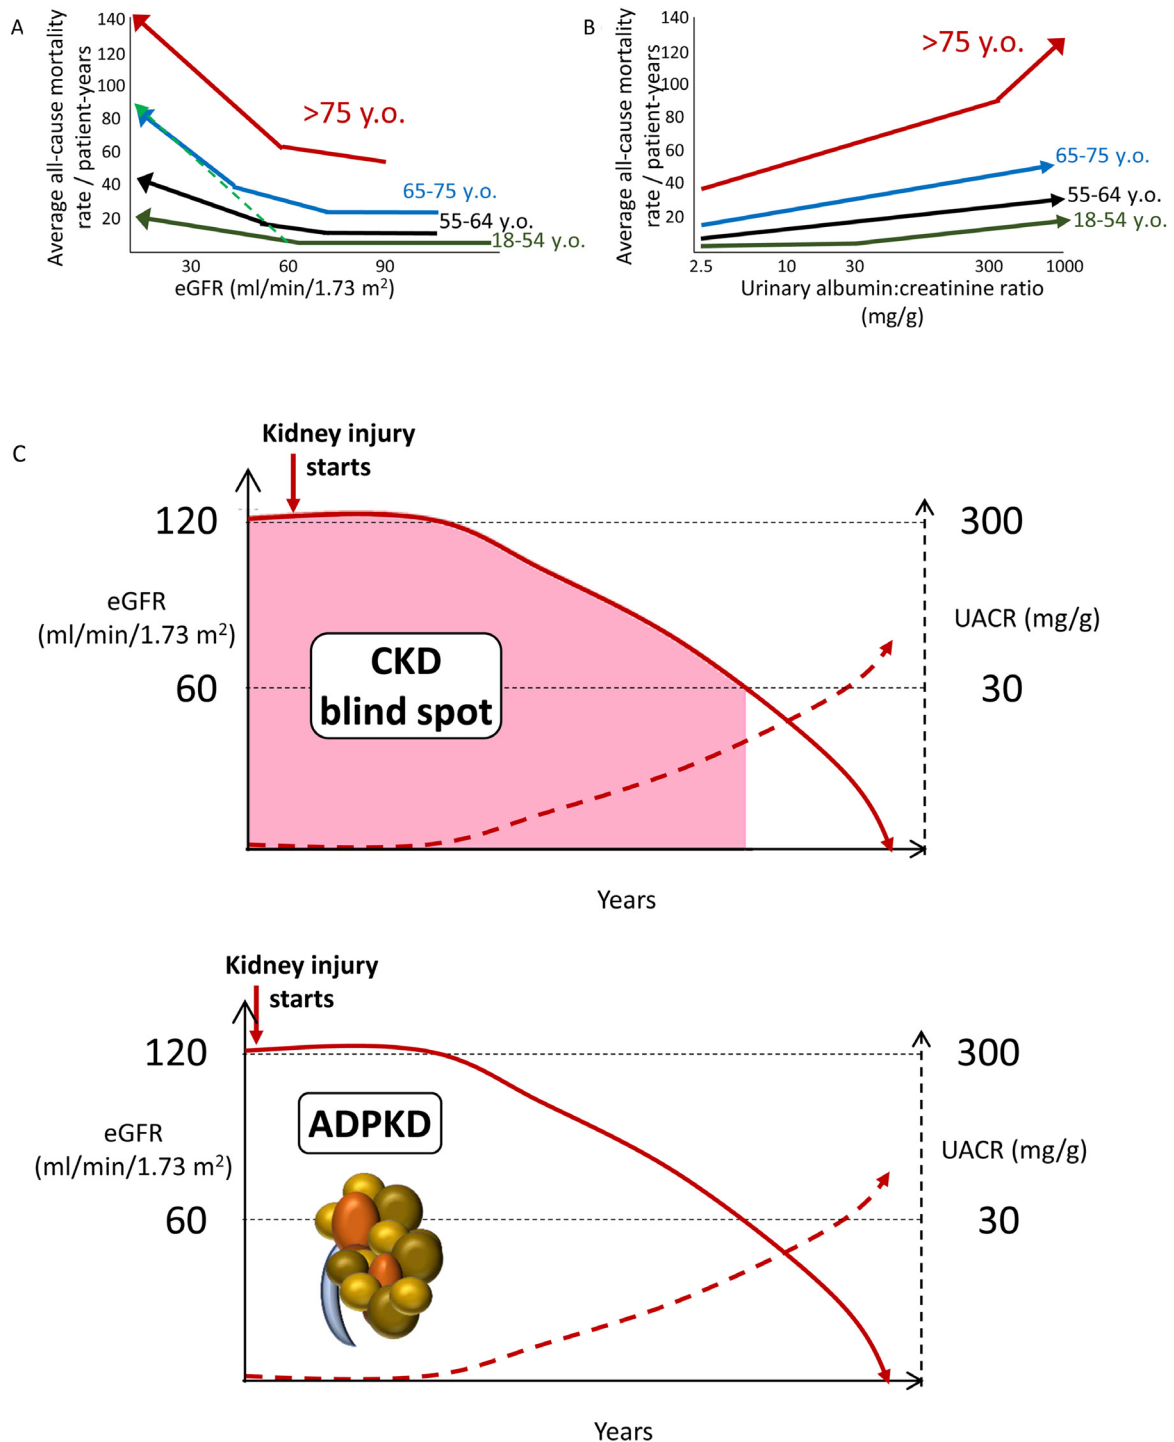 A
Average all-cause mortality
rate / patient-years
140
120
100
80
60
40
20
>75 y.o.
65-75 y.o.
55-64 y.o.
18-54 y.o.
30
60
90
eGFR (ml/min/1.73 m²)
B
Average all-cause mortality
rate / patient-years
140
120
100
80
60
40
20
>75 y.o.
65-75 y.o.
55-64 y.o.
18-54 y.o.
2.5
10
30
300
1000
Urinary albumin:creatinine ratio
(mg/g)
C
Kidney injury
starts
120
300
eGFR
(ml/min/1.73 m²)
UACR (mg/g)
CKD
blind spot
60
30
Years
Kidney injury
starts
120
300
ADPKD
eGFR
(ml/min/1.73 m²)
UACR (mg/g)
60
30
Years